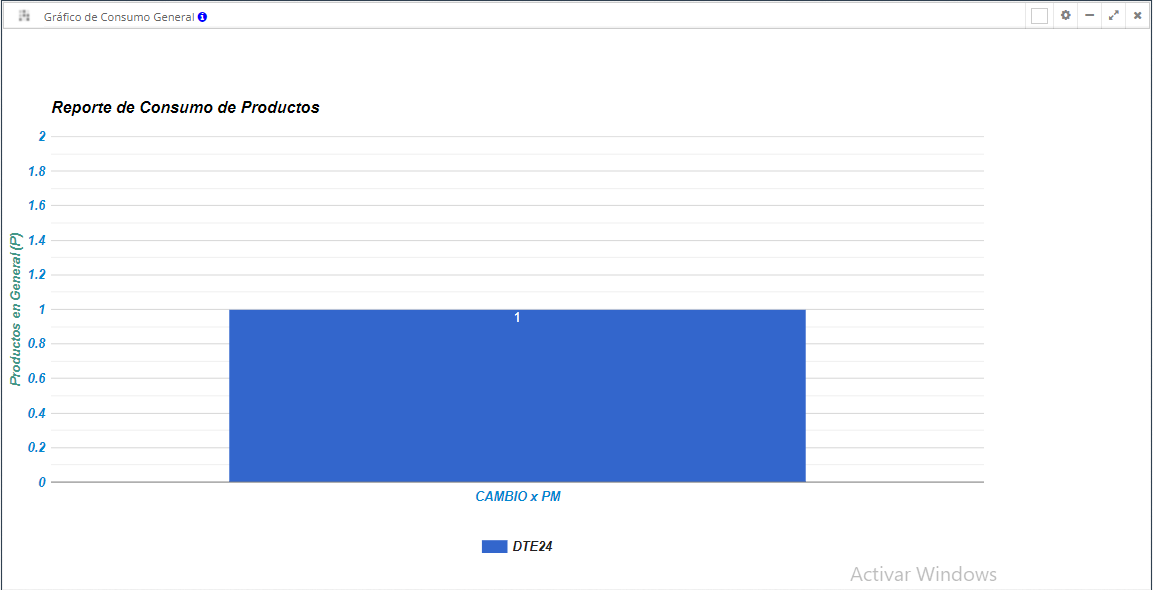 Gráfico de Consumo General
Reporte de Consumo de Productos
Productos en General (P)
2
1.8
1.6
1.4
1.2
1
0.8
0.6
0.4
0.2
0
1
CAMBIO x PM
DTE24
Activar Windows